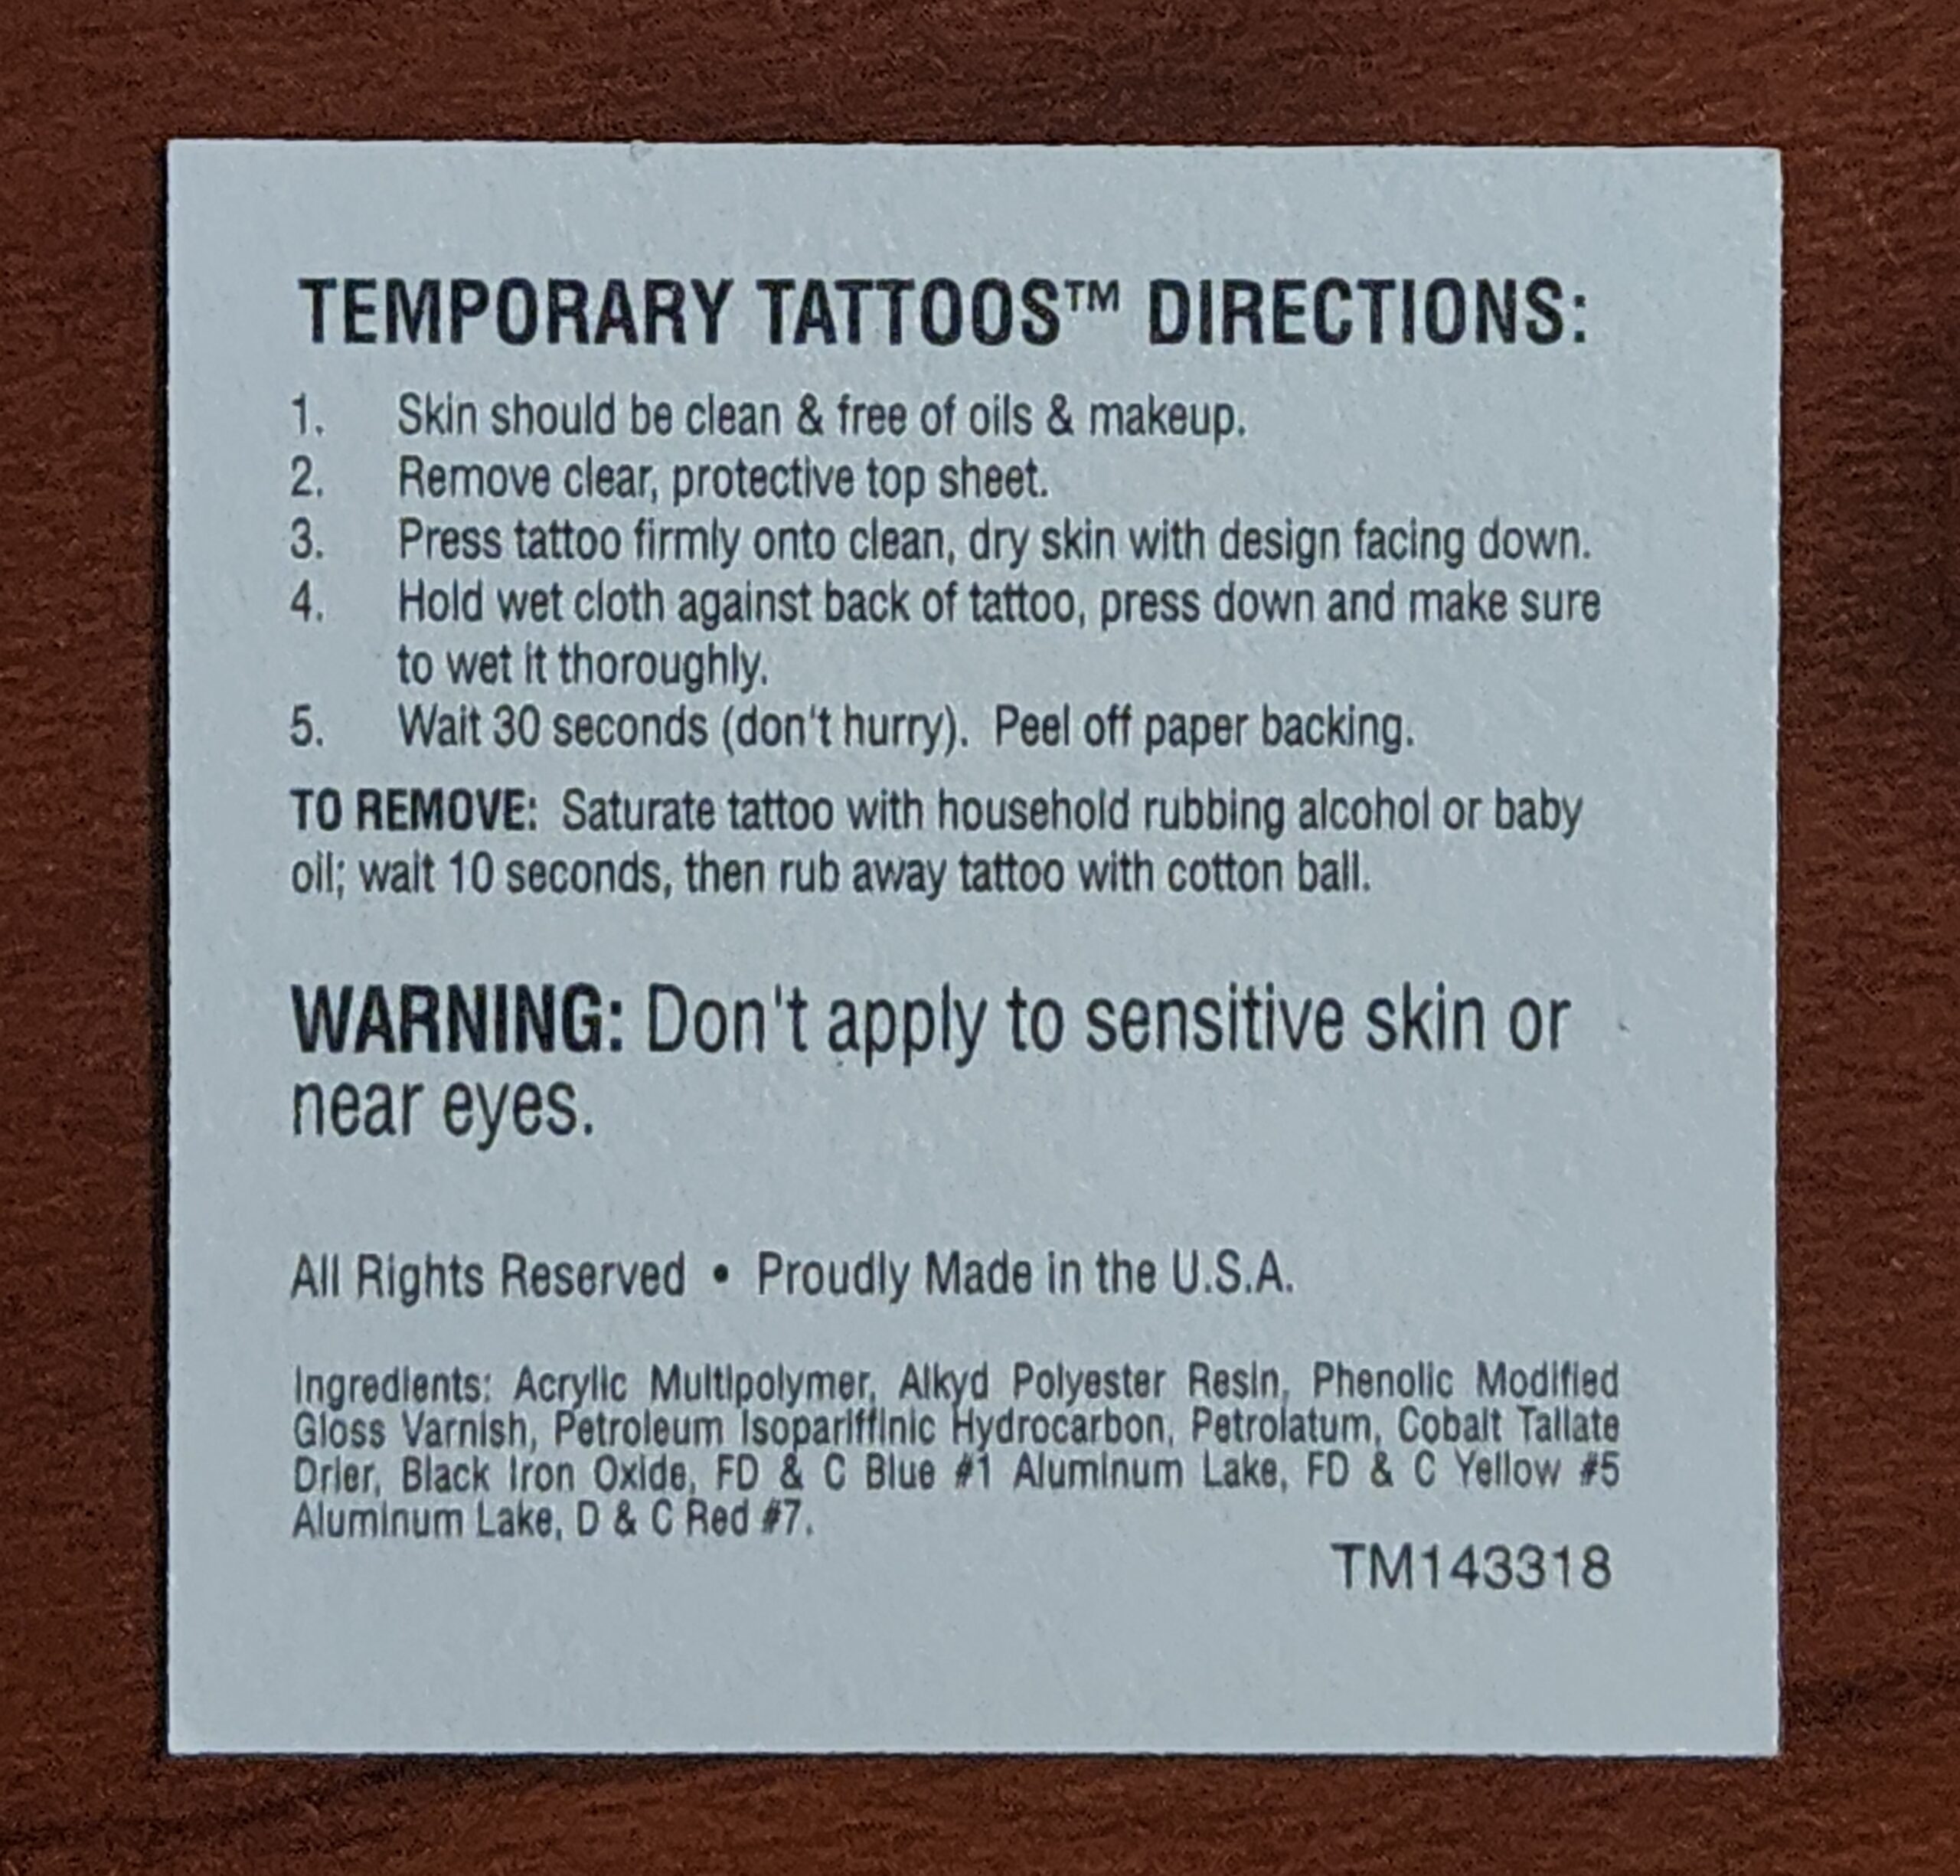 TEMPORARY TATTOOS™ DIRECTIONS:
1. Skin should be clean & free of oils & makeup.
2. Remove clear, protective top sheet.
3. Press tattoo firmly onto clean, dry skin with design facing down.
4. Hold wet cloth against back of tattoo, press down and make sure
to wet it thoroughly.
5. Wait 30 seconds (don't hurry). Peel off paper backing.
TO REMOVE: Saturate tattoo with household rubbing alcohol or baby
oil; wait 10 seconds, then rub away tattoo with cotton ball.
WARNING: Don't apply to sensitive skin or
near eyes.
All Rights Reserved • Proudly Made in the U.S.A.
Ingredients: Acrylic Multipolymer, Alkyd Polyester Resin, Phenolic Modified
Gloss Varnish, Petroleum Isopariffinic Hydrocarbon, Petrolatum, Cobalt Tallate
Drier, Black Iron Oxide, FD & C Blue #1 Aluminum Lake, FD & C Yellow #5
Aluminum Lake, D & C Red #7.
TM143318